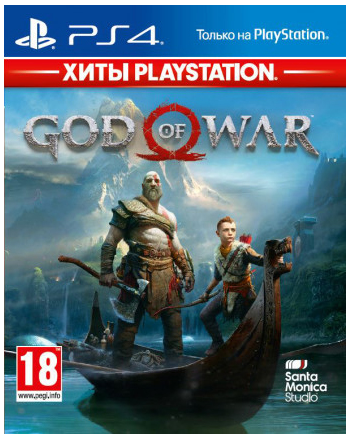 PS4
Только на PlayStation.
ХИТЫ PLAYSTATION.
GOD OF WAR
18
www.pegi.info
Santa
Monica
Studio